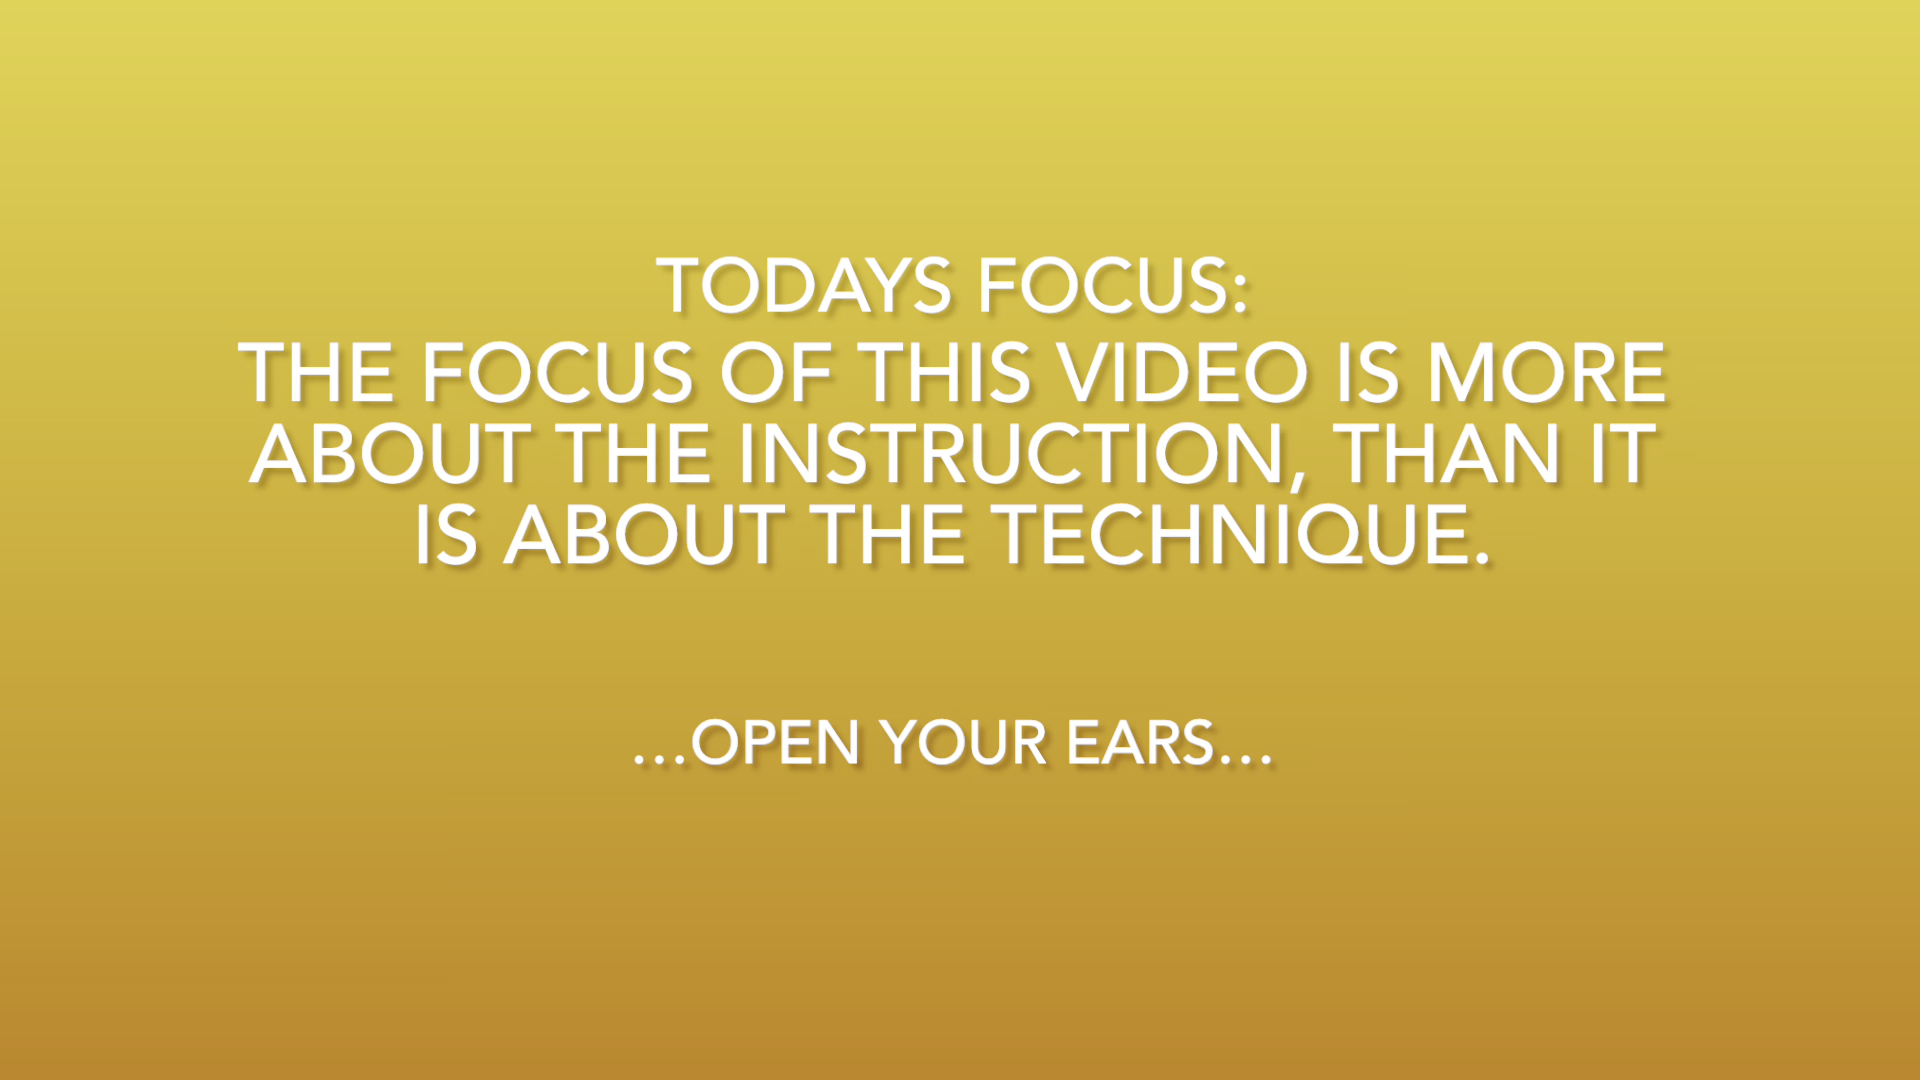 TODAYS FOCUS:
THE FOCUS OF THIS VIDEO IS MORE
ABOUT THE INSTRUCTION, THAN IT
IS ABOUT THE TECHNIQUE.
...OPEN YOUR EARS...